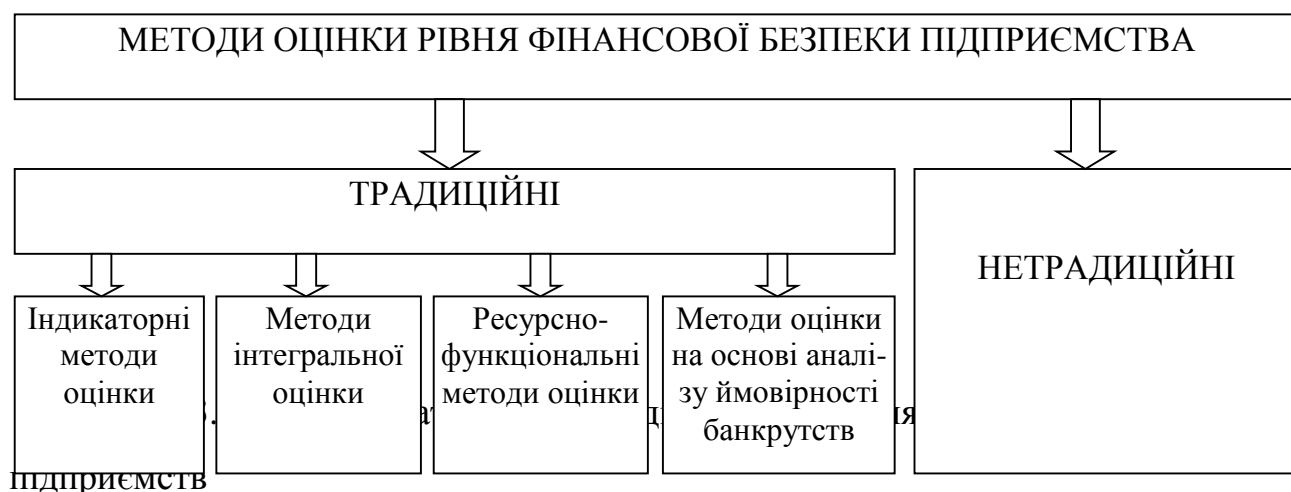 МЕТОДИ ОЦІНКИ РІВНЯ ФІНАНСОВОЇ БЕЗПЕКИ ПІДПРИЄМСТВА
ТРАДИЦІЙНІ
НЕТРАДИЦІЙНІ
Індикаторні
методи
оцінки
Методи
інтегральної
оцінки
Ресурсно-
функціональні
методи оцінки
Методи оцінки
на основі аналі-
зу ймовірності
банкрутств
підприємств